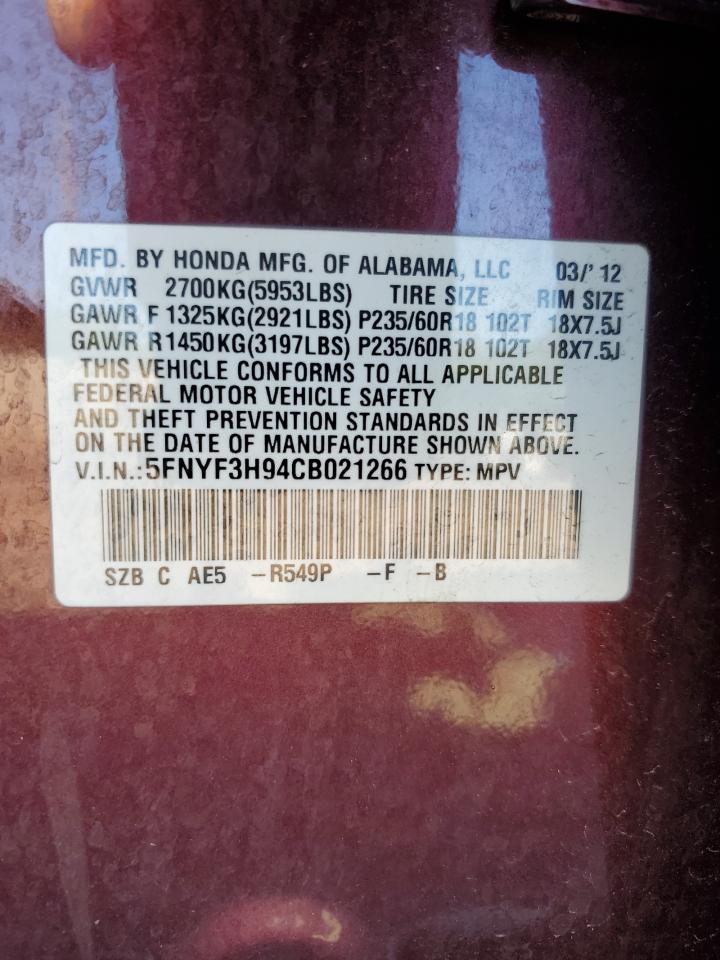 MFD. BY HONDA MFG. OF ALABAMA, LLC 03/'12
GVWR 2700KG(5953LBS) TIRE SIZE RIM SIZE
GAWR F 1325KG(2921LBS) P235/60R18 102T 18X7.5J
GAWR R1450KG(3197LBS) P235/60R18 102T 18X7.5J
THIS VEHICLE CONFORMS TO ALL APPLICABLE
FEDERAL MOTOR VEHICLE SAFETY
AND THEFT PREVENTION STANDARDS IN EFFECT
ON THE DATE OF MANUFACTURE SHOWN ABOVE.
V.I.N.:5FNYF3H94CB021266 TYPE: MPV
SZB C AE5 -R549P -F -B